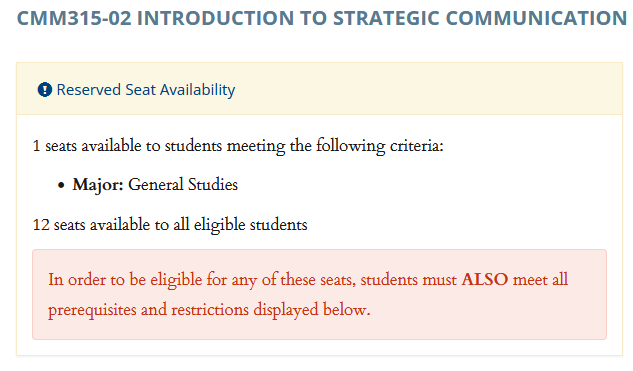 CMM315-02 INTRODUCTION TO STRATEGIC COMMUNICATION
Reserved Seat Availability
1 seats available to students meeting the following criteria:
• Major: General Studies
12 seats available to all eligible students
In order to be eligible for any of these seats, students must ALSO meet all
prerequisites and restrictions displayed below.